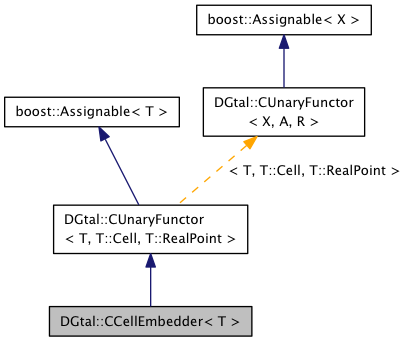 boost::Assignable< X >
DGtal::CUnaryFunctor
< X, A, R >
boost::Assignable< T >
< T, T::Cell, T::RealPoint >
DGtal::CUnaryFunctor
< T, T::Cell, T::RealPoint >
DGtal::CCellEmbedder< T >